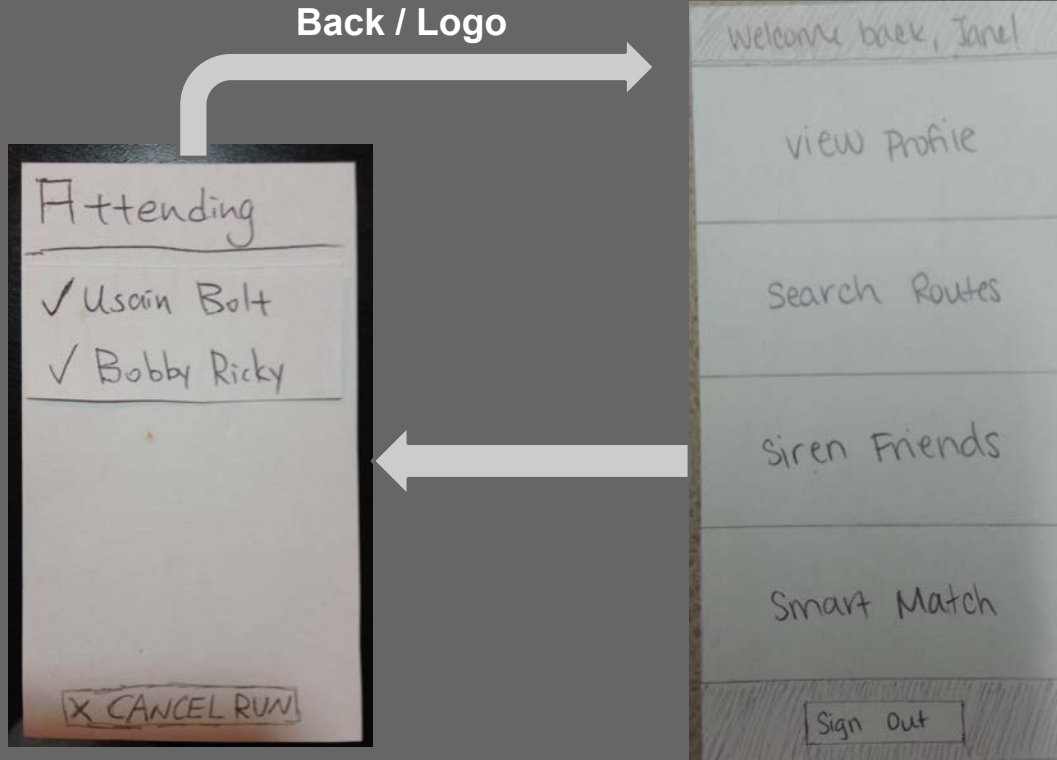 Back / Logo
Attending
✓ Usain Bolt
✓ Bobby Ricky
X CANCEL RUN
Welcome back, Janel
View Profile
Search Routes
Siren Friends
Smart Match
Sign Out